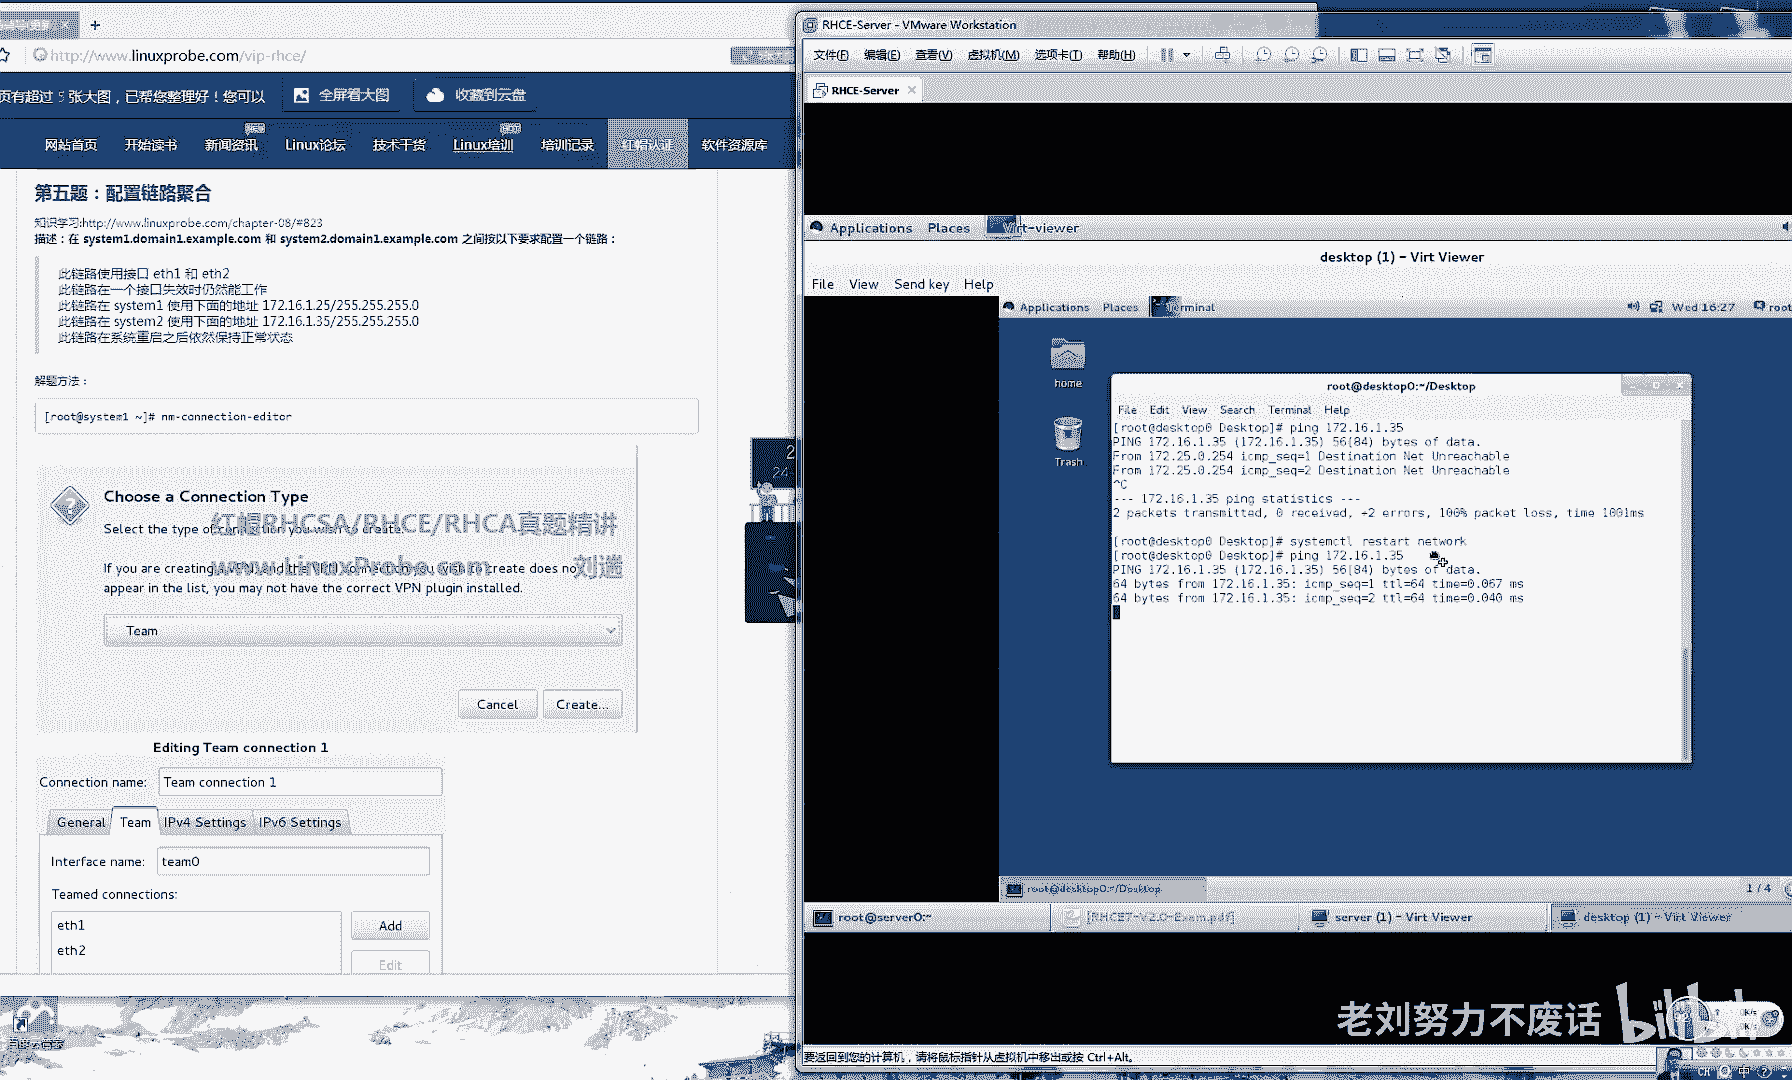 http://www.linuxprobe.com/vip-rhce/
页有超过 5 张大图，已帮您整理好！您可以
全屏看大图
收藏到云盘
网站首页
开始读书
新闻资讯
Linux论坛
技术干货
Linux培训
培训记录
红帽认证
软件资源库
第五题：配置链路聚合
知识学习:http://www.linuxprobe.com/chapter-08/#823
描述：在 system1.domain1.example.com 和 system2.domain1.example.com 之间按以下要求配置一个链路：
此链路使用接口 eth1 和 eth2
此链路在一个接口失效时仍然能工作
此链路在 system1 使用下面的地址 172.16.1.25/255.255.255.0
此链路在 system2 使用下面的地址 172.16.1.35/255.255.255.0
此链路在系统重启之后依然保持正常状态
解题方法：
[root@system1 ~]# nm-connection-editor
Choose a Connection Type
Select the type of connection you wish to create.
红帽RHCSA/RHCE/RHCA真题精讲
If you are creating a VPN, and the VPN connection you wish to create does not
appear in the list, you may not have the correct VPN plugin installed.
www.LinuxProbe.com
刘遄
Team
Cancel
Create...
Editing Team connection 1
Connection name:
Team connection 1
General
Team
IPv4 Settings
IPv6 Settings
Interface name:
team0
Teamed connections:
eth1
eth2
Add
Edit
百度云管家
RHCE-Server - VMware Workstation
文件(F)
编辑(E)
查看(V)
虚拟机(M)
选项卡(T)
帮助(H)
RHCE-Server
Applications
Places
Virt-viewer
desktop (1) - Virt Viewer
File
View
Send key
Help
Applications
Places
Terminal
Wed 16:27
root
home
Trash
root@desktop0:~/Desktop
File Edit View Search Terminal Help
[root@desktop0 Desktop]# ping 172.16.1.35
PING 172.16.1.35 (172.16.1.35) 56(84) bytes of data.
From 172.25.0.254 icmp_seq=1 Destination Net Unreachable
From 172.25.0.254 icmp_seq=2 Destination Net Unreachable
^C
--- 172.16.1.35 ping statistics ---
2 packets transmitted, 0 received, +2 errors, 100% packet loss, time 1001ms
[root@desktop0 Desktop]# systemctl restart network
[root@desktop0 Desktop]# ping 172.16.1.35
PING 172.16.1.35 (172.16.1.35) 56(84) bytes of data.
64 bytes from 172.16.1.35: icmp_seq=1 ttl=64 time=0.067 ms
64 bytes from 172.16.1.35: icmp_seq=2 ttl=64 time=0.040 ms
root@desktop0:~/Desktop
1 / 4
root@server0:~
[RHCE7-V2.0-Exam.pdf]
server (1) - Virt Viewer
desktop (1) - Virt Viewer
老刘努力不废话
bilibili
要返回到您的计算机，请将鼠标指针从虚拟机中移出或按 Ctrl+Alt。
CH
中